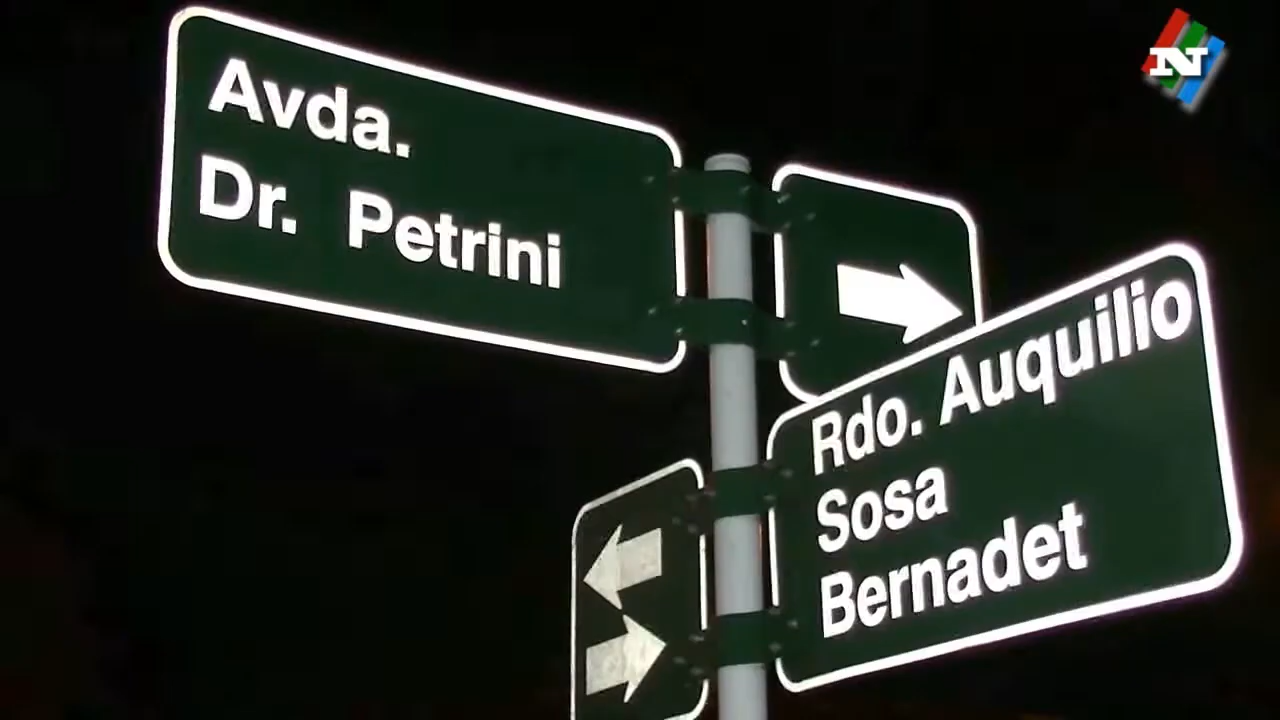 Avda.
Dr. Petrini
Rdo. Auquilio
Sosa
Bernadet
N